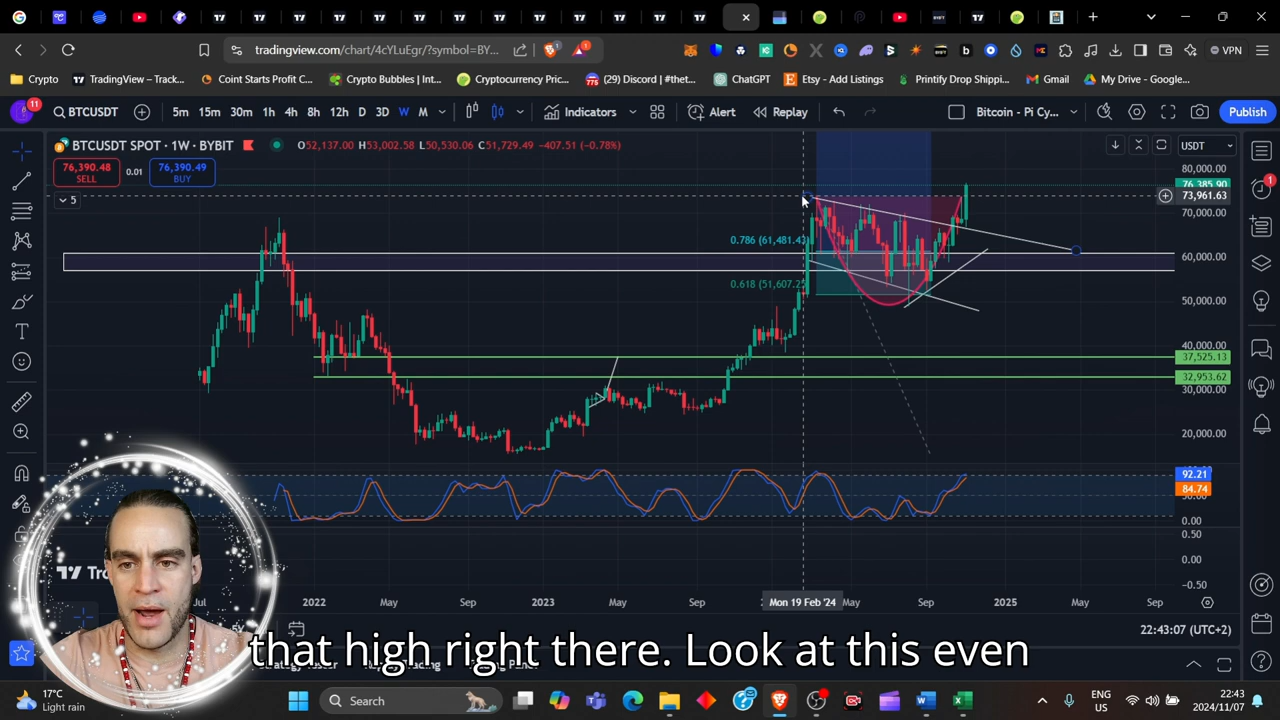 tradingview.com/chart/4cYLuEgr/?symbol=BY...
1
VPN
Crypto
TradingView – Track...
Coint Starts Profit C...
Crypto Bubbles | Int...
Cryptocurrency Pric...
(29) Discord | #thet...
ChatGPT
Etsy - Add Listings
Printify Drop Shippi...
Gmail
My Drive - Google...
11
BTCUSDT
5m 15m 30m 1h 4h 8h 12h D 3D W M
Indicators
Alert
Replay
Bitcoin - Pi Cy...
Publish
BTCUSDT SPOT · 1W · BYBIT
O52,137.00 H53,002.58 L50,530.06 C51,729.49 −407.51 (−0.78%)
USDT
76,390.48
SELL
0.01
76,390.49
BUY
5
80,000.00
76,385.90
73,961.63
1
70,000.00
0.786 (61,481.43)
60,000.00
0.618 (51,607.2
50,000.00
40,000.00
37,525.13
32,953.62
30,000.00
20,000.00
92.21
84.74
0.00
0.50
0.00
−0.50
Jul 2022 May Sep 2023 May Sep Mon 19 Feb '24 May Sep 2025 May Sep
22:43:07 (UTC+2)
that high right there. Look at this even
17°C
Light rain
Search
ENG
US
22:43
2024/11/07